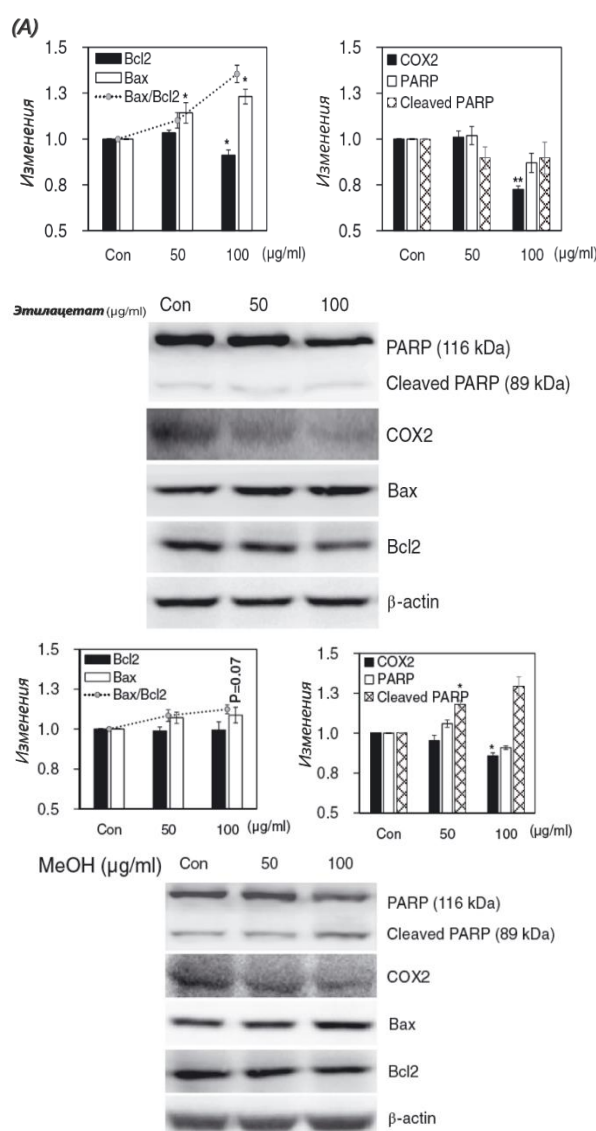 (A)
Изменения
1.5
1.3
1.0
0.8
0.5
Bcl2
Bax
Bax/Bcl2
*
*
*
Con 50 100 (μg/ml)
Изменения
1.5
1.3
1.0
0.8
0.5
COX2
PARP
Cleaved PARP
**
Con 50 100 (μg/ml)
Этилацетат (μg/ml) Con 50 100
PARP (116 kDa)
Cleaved PARP (89 kDa)
COX2
Bax
Bcl2
β-actin
Изменения
1.5
1.3
1.0
0.8
0.5
Bcl2
Bax
Bax/Bcl2
P=0.07
Con 50 100 (μg/ml)
Изменения
1.5
1.3
1.0
0.8
0.5
COX2
PARP
Cleaved PARP
*
*
Con 50 100 (μg/ml)
MeOH (μg/ml) Con 50 100
PARP (116 kDa)
Cleaved PARP (89 kDa)
COX2
Bax
Bcl2
β-actin